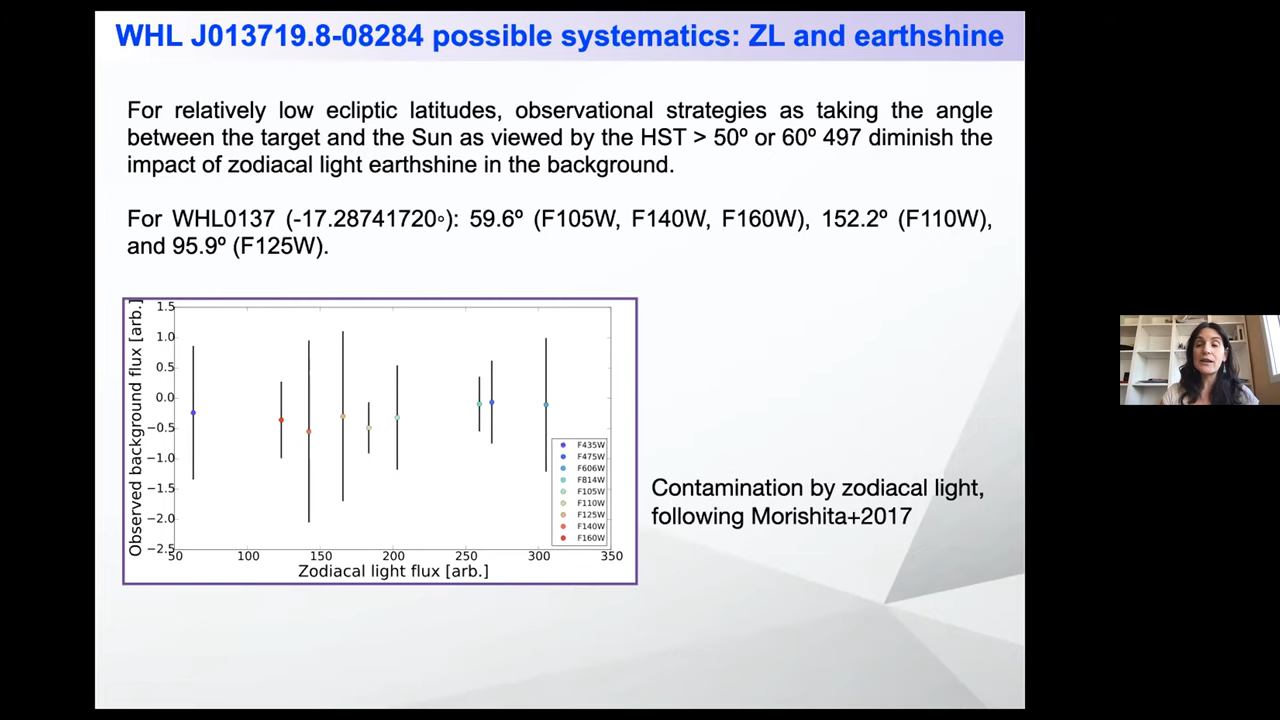 WHL J013719.8-08284 possible systematics: ZL and earthshine
For relatively low ecliptic latitudes, observational strategies as taking the angle
between the target and the Sun as viewed by the HST > 50º or 60º 497 diminish the
impact of zodiacal light earthshine in the background.
For WHL0137 (-17.28741720◦): 59.6º (F105W, F140W, F160W), 152.2º (F110W),
and 95.9º (F125W).
Observed background flux [arb.]
1.5
1.0
0.5
0.0
−0.5
−1.0
−1.5
−2.0
−2.5
50
100
150
200
250
300
350
Zodiacal light flux [arb.]
F435W
F475W
F606W
F814W
F105W
F110W
F125W
F140W
F160W
Contamination by zodiacal light,
following Morishita+2017